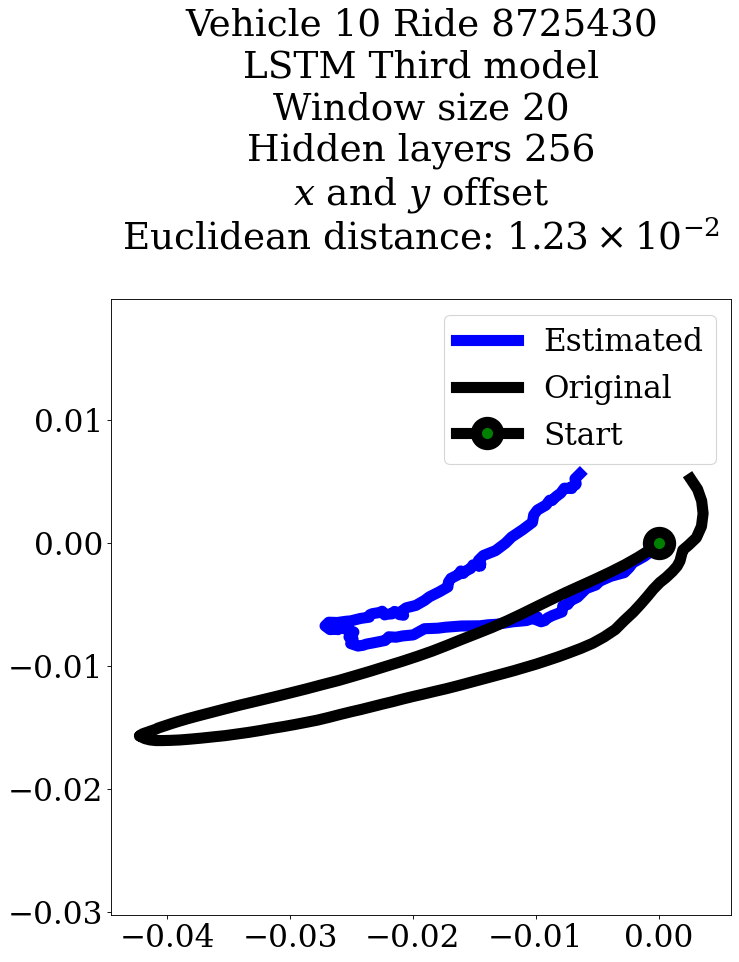 Vehicle 10 Ride 8725430
LSTM Third model
Window size 20
Hidden layers 256
x and y offset
Euclidean distance: 1.23 × 10⁻²
Estimated
Original
Start
0.01
0.00
−0.01
−0.02
−0.03
−0.04 −0.03 −0.02 −0.01 0.00